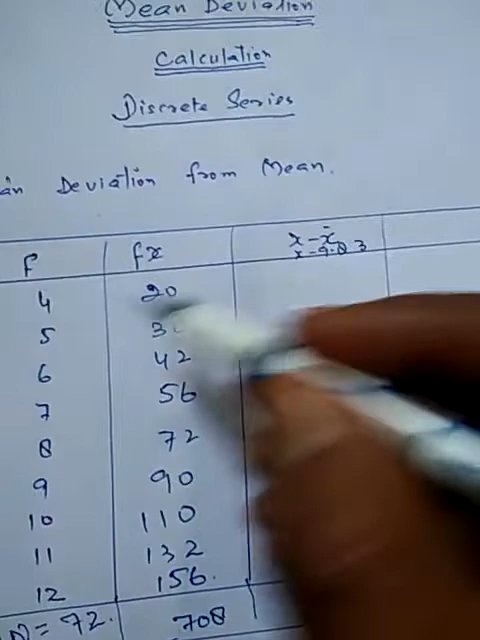 Mean Deviation
Calculation
Discrete Series
Deviation from Mean.
f fx x-x̄
x-9.83
4 20
5
6 42
7 56
8 72
9 90
10 110
11 132
12 156.
= 72. 708